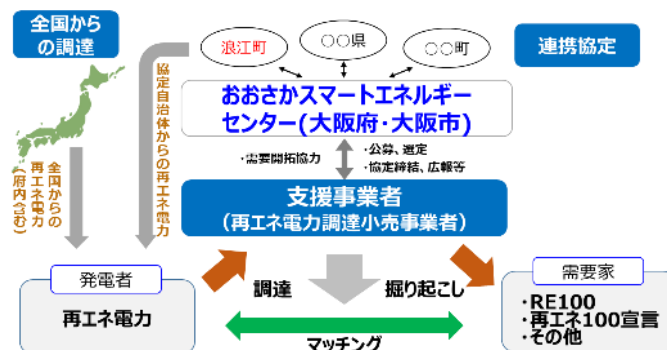 全国から
の調達
浪江町
〇〇県
〇〇町
連携協定
おおさかスマートエネルギー
センター(大阪府・大阪市)
協定自治体からの再エネ電力
全国からの
再エネ電力
(府内含む)
・需要開拓協力
・公募、選定
・協定締結、広報等
支援事業者
(再エネ電力調達小売事業者)
発電者
再エネ電力
調達
掘り起こし
マッチング
需要家
・RE100
・再エネ100宣言
・その他